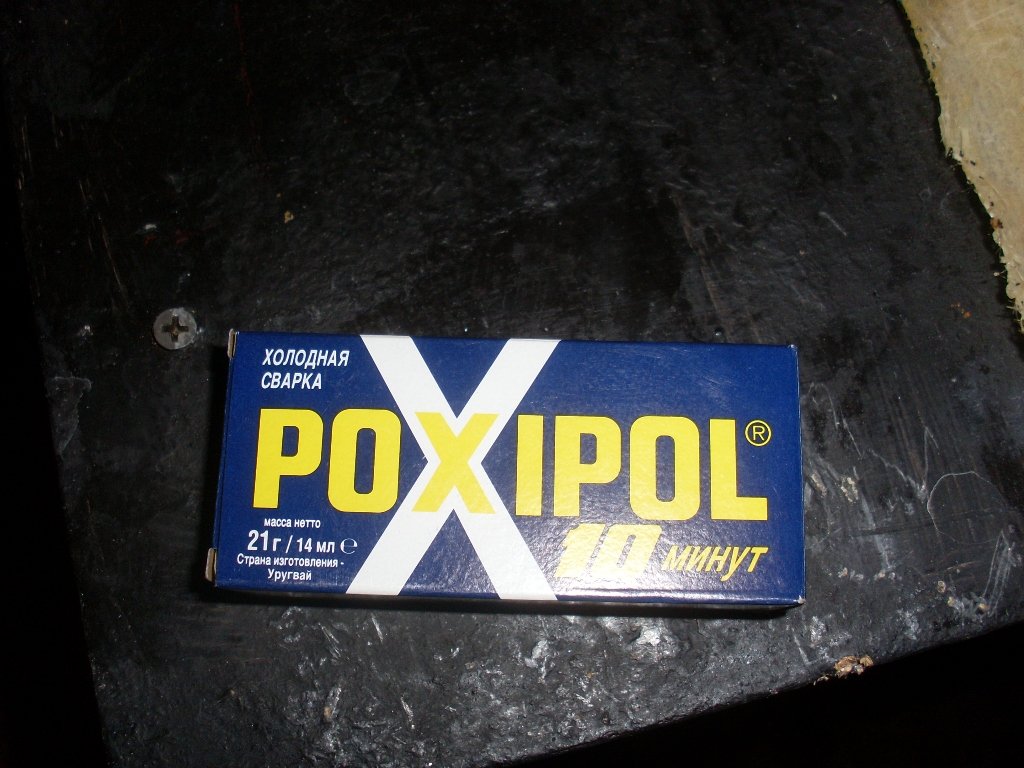 ХОЛОДНАЯ
СВАРКА
POXIPOL®
10 минут
масса нетто
21 г / 14 мл ℮
Страна изготовления -
Уругвай